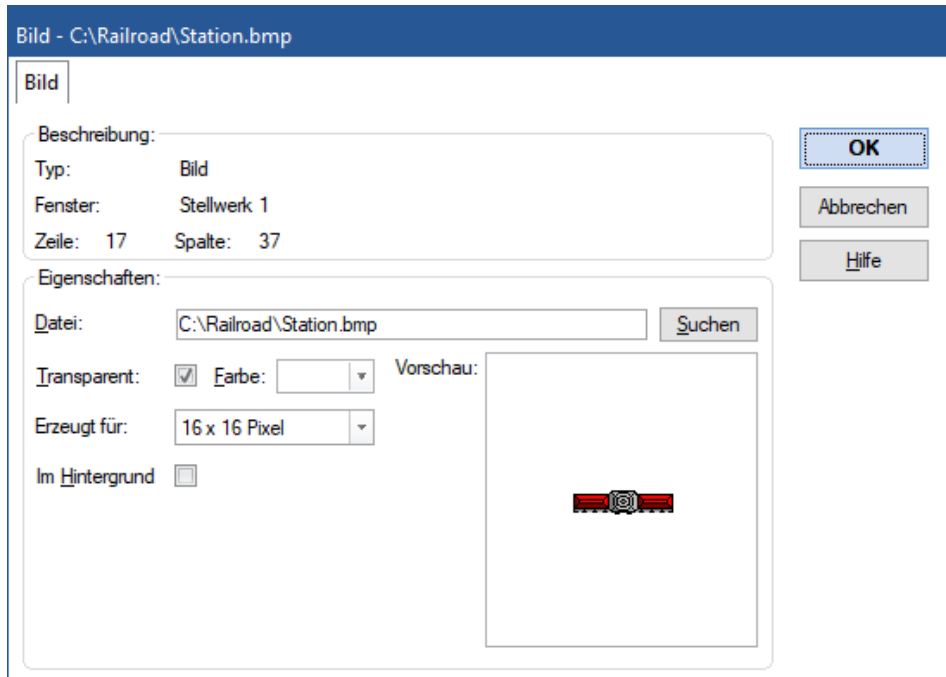 Bild - C:\Railroad\Station.bmp
Bild
Beschreibung:
Typ: Bild
Fenster: Stellwerk 1
Zeile: 17 Spalte: 37
Eigenschaften:
Datei: C:\Railroad\Station.bmp Suchen
Transparent: Farbe: Vorschau:
Erzeugt für: 16 x 16 Pixel
Im Hintergrund
OK
Abbrechen
Hilfe